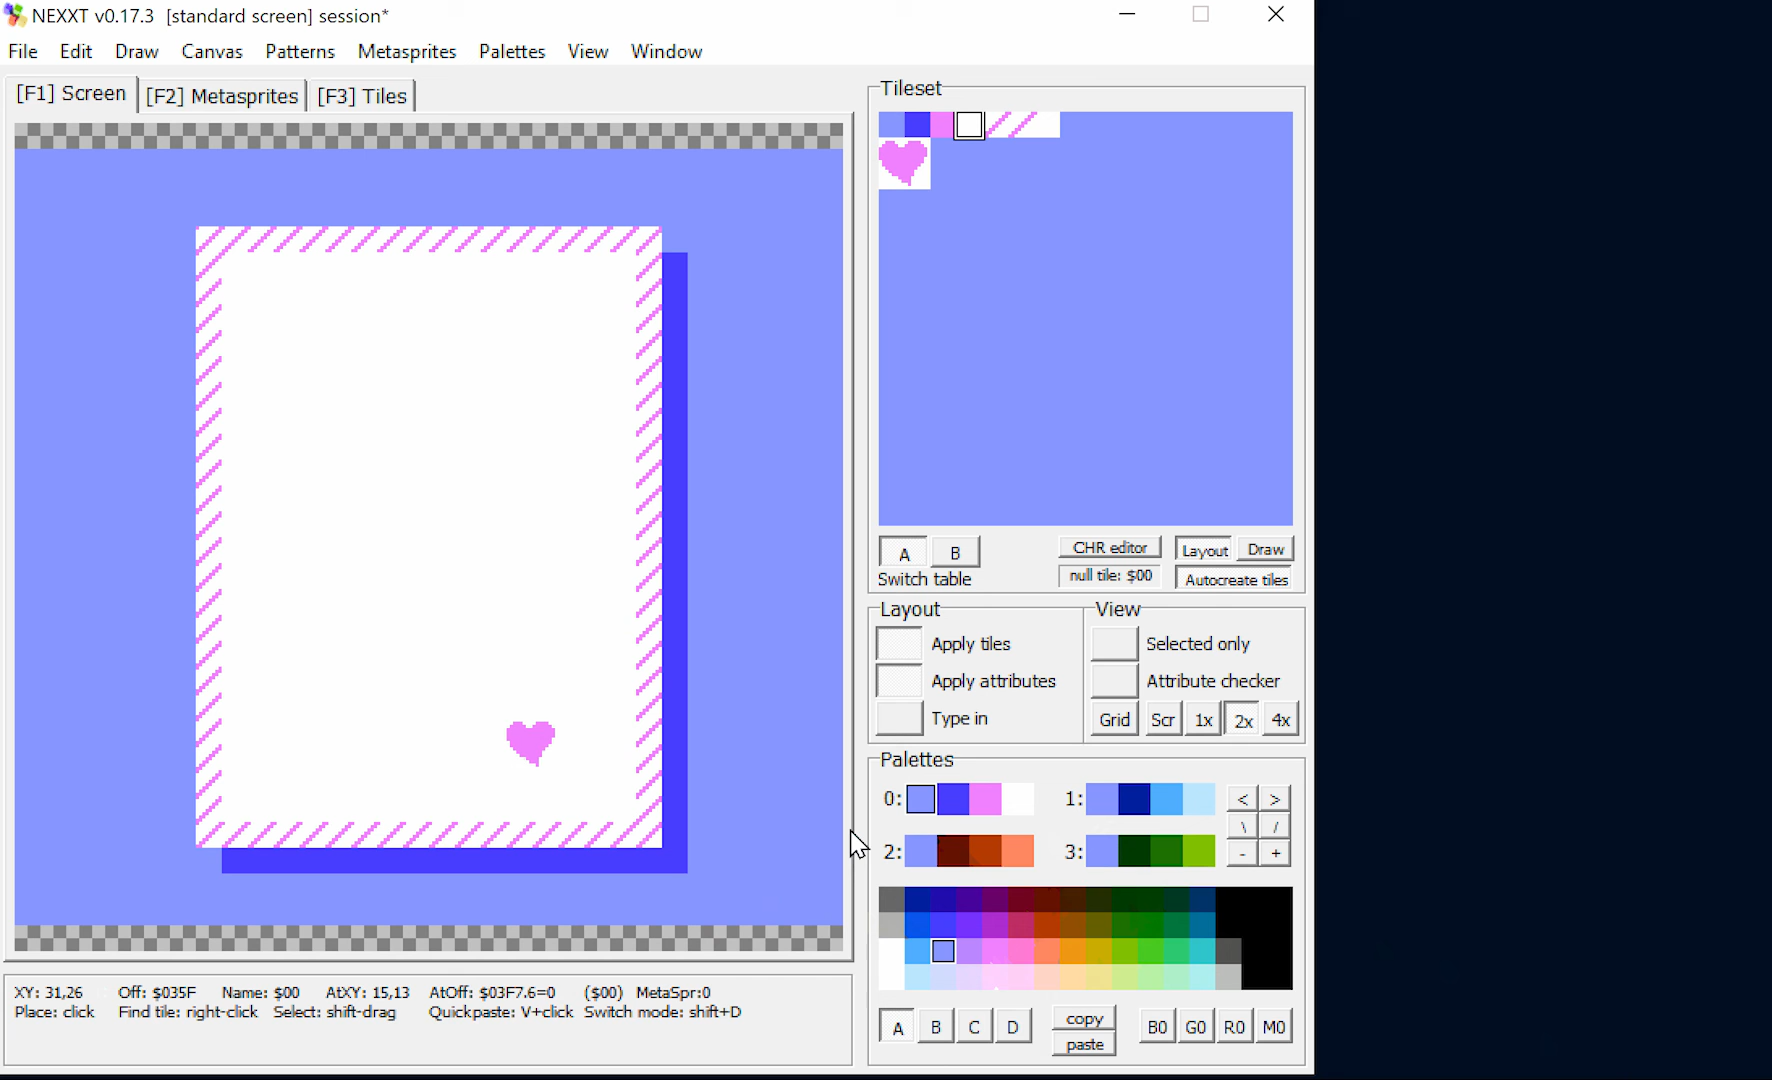 NEXXT v0.17.3 [standard screen] session*
File Edit Draw Canvas Patterns Metasprites Palettes View Window
[F1] Screen [F2] Metasprites [F3] Tiles
Tileset
A B CHR editor Layout Draw
Switch table null tile: $00 Autocreate tiles
Layout View
Apply tiles Selected only
Apply attributes Attribute checker
Type in Grid Scr 1x 2x 4x
Palettes
0: 1: < >
\ /
2: 3: - +
XY: 31,26 Off: $035F Name: $00 AtXY: 15,13 AtOff: $03F7.6=0 ($00) MetaSpr:0
Place: click Find tile: right-click Select: shift-drag Quickpaste: V+click Switch mode: shift+D
A B C D copy B0 G0 R0 M0
paste